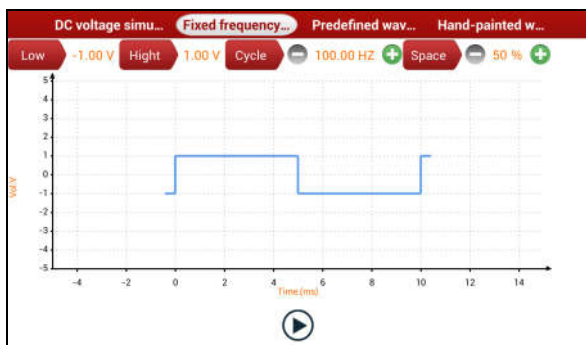 DC voltage simu... Fixed frequency... Predefined wav... Hand-painted w...
Low -1.00 V Hight 1.00 V Cycle 100.00 HZ Space 50 %
5
4
3
2
1
0
-1
-2
-3
-4
-5
Vol.V
-4 -2 0 2 4 6 8 10 12 14
Time.(ms)